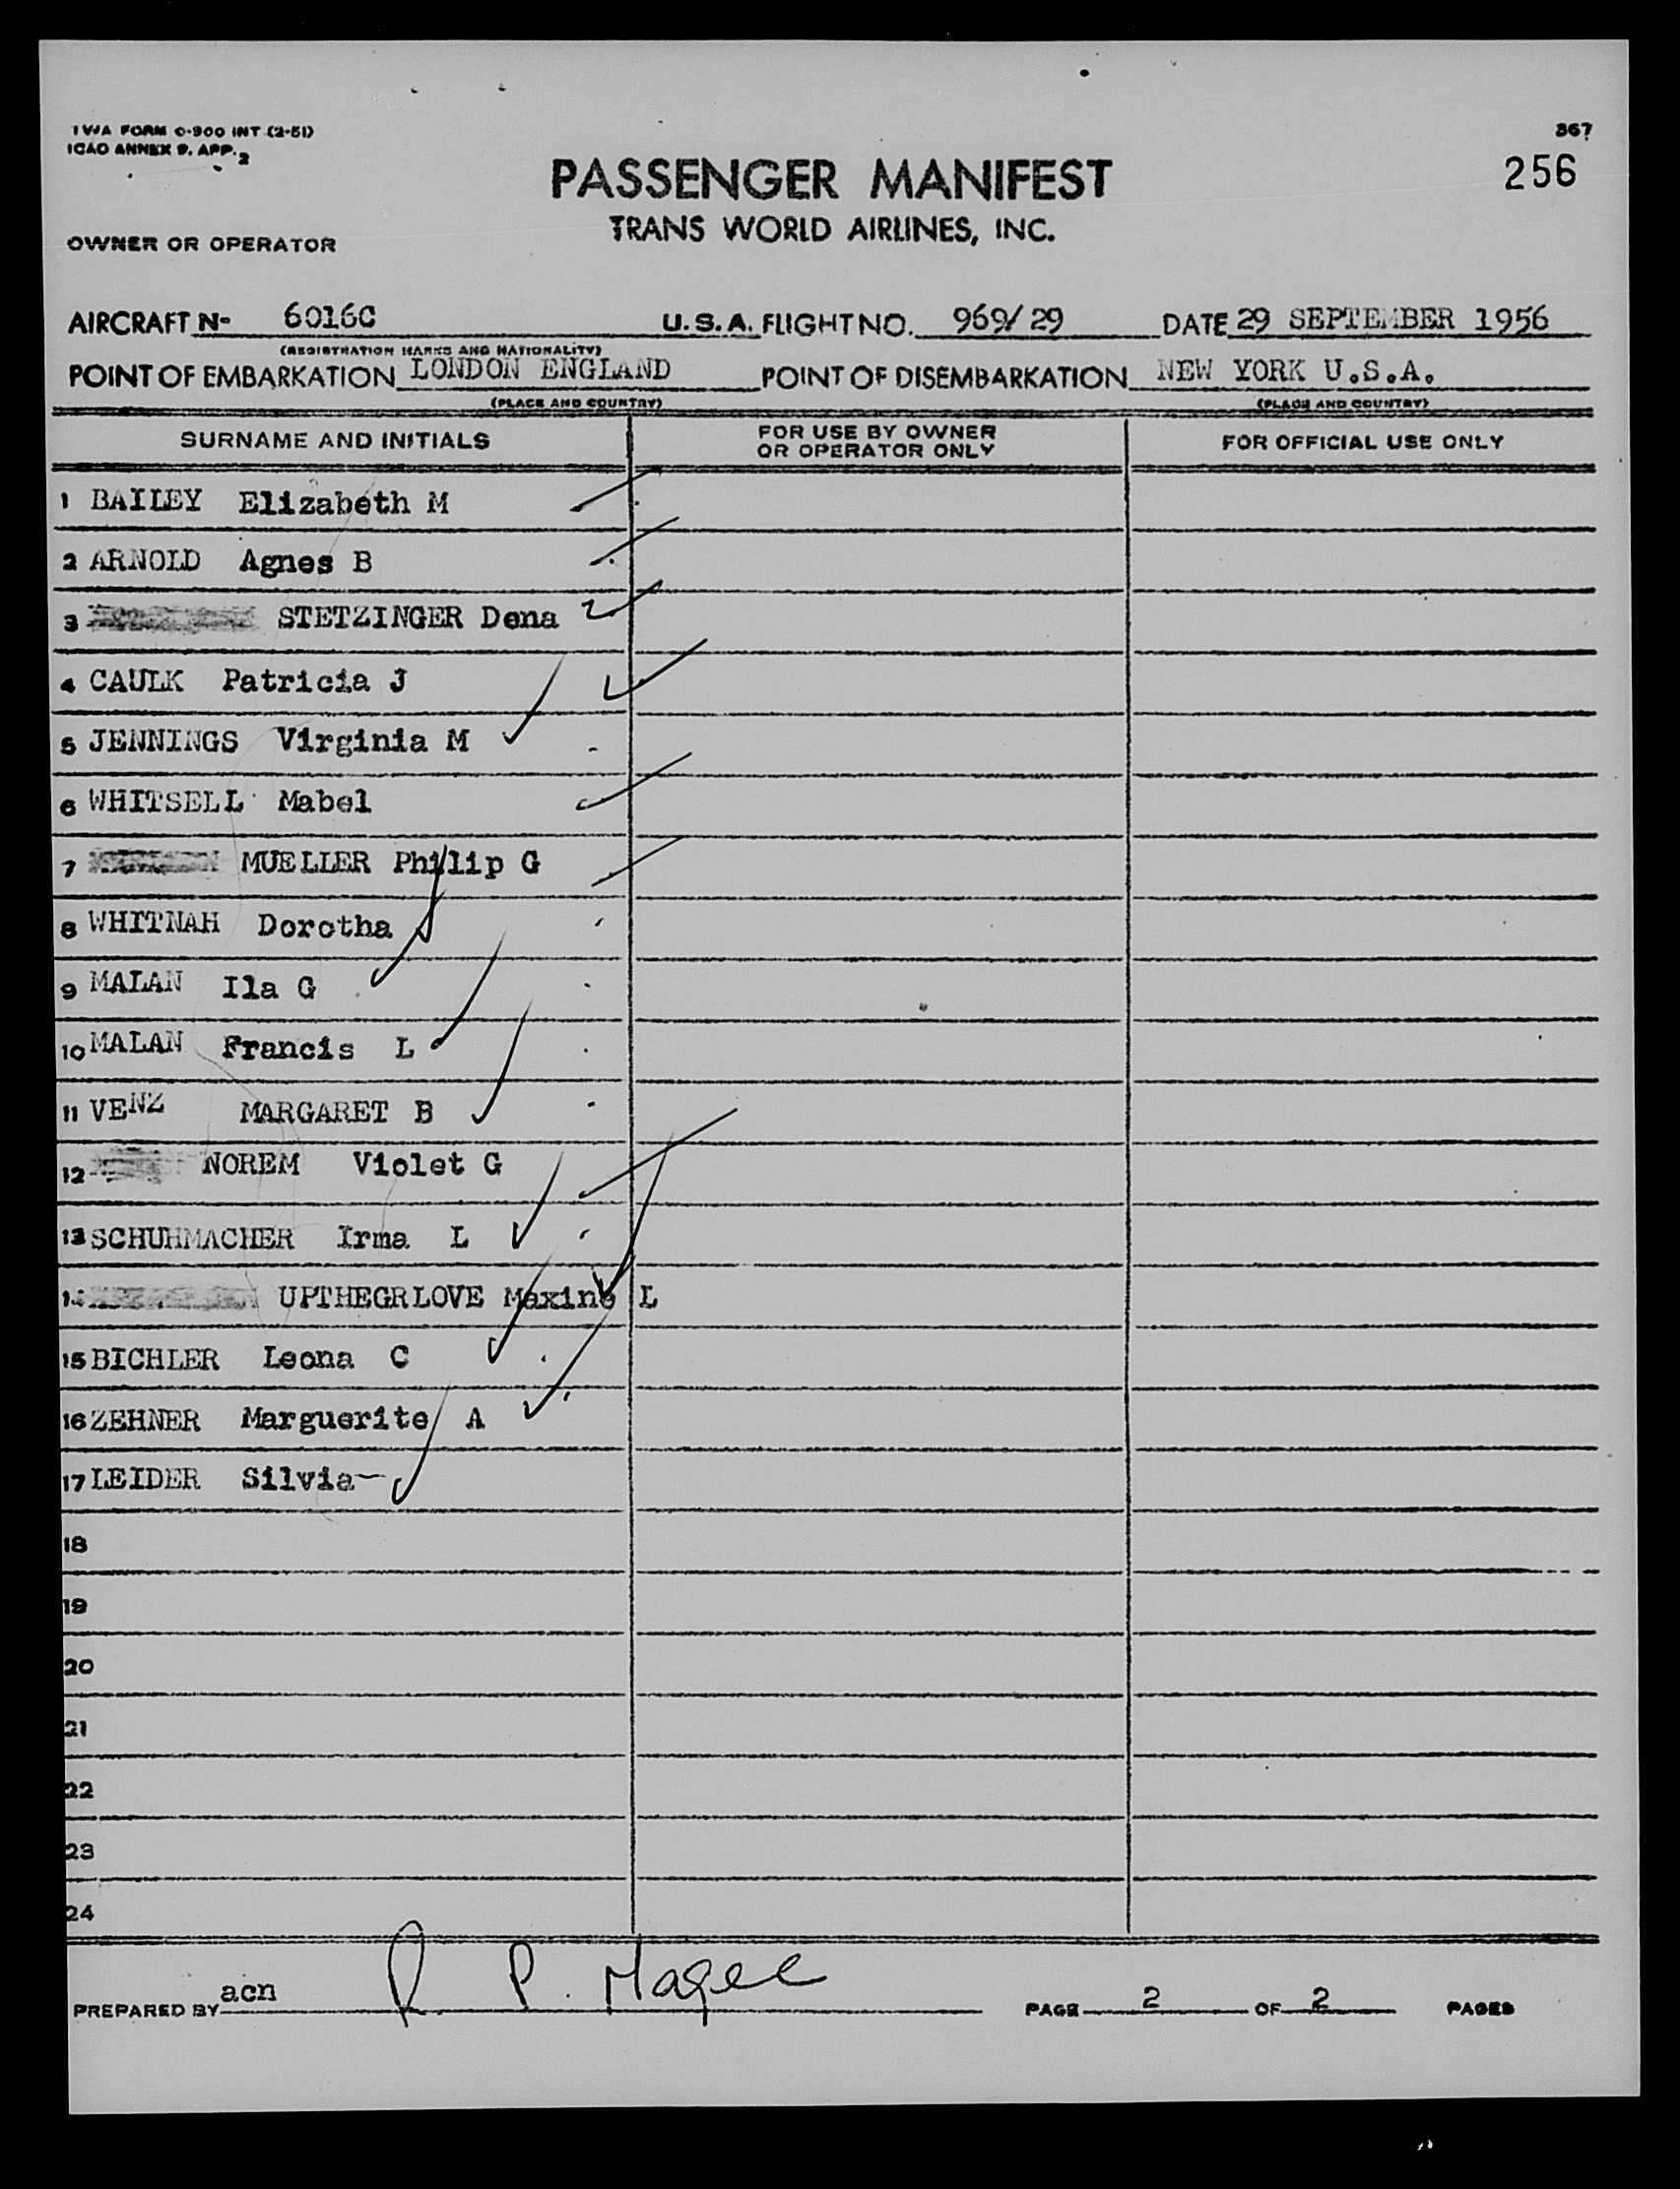 TWA FORM O-900 INT (2-51)
ICAO ANNEX 9. APP. 2
367
256
PASSENGER MANIFEST
TRANS WORLD AIRLINES, INC.
OWNER OR OPERATOR
AIRCRAFT N- 6016C U.S.A. FLIGHT NO. 969/29 DATE 29 SEPTEMBER 1956
(REGISTRATION MARKS AND NATIONALITY)
POINT OF EMBARKATION LONDON ENGLAND POINT OF DISEMBARKATION NEW YORK U.S.A.
(PLACE AND COUNTRY) (PLACE AND COUNTRY)
SURNAME AND INITIALS FOR USE BY OWNER OR OPERATOR ONLY FOR OFFICIAL USE ONLY
1 BAILEY Elizabeth M
2 ARNOLD Agnes B
3 STETZINGER Dena
4 CAULK Patricia J
5 JENNINGS Virginia M
6 WHITSELL Mabel
7 MUELLER Philip G
8 WHITNAH Dorotha
9 MALAN Ila G
10 MALAN Francis L
11 VENZ MARGARET B
12 NOREM Violet G
13 SCHUHMACHER Irma L
14 UPTHEGRLOVE Maxine L
15 BICHLER Leona C
16 ZEHNER Marguerite A
17 LEIDER Silvia
18
19
20
21
22
23
24
PREPARED BY acn R. P. Magee PAGE 2 OF 2 PAGES